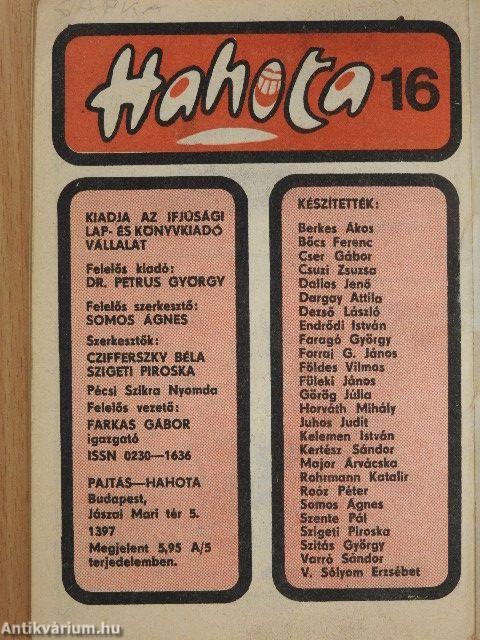 SAPKA
Hahota 16
KIADJA AZ IFJÚSÁGI
LAP- ÉS KÖNYVKIADÓ
VÁLLALAT
Felelős kiadó:
DR. PETRUS GYÖRGY
Felelős szerkesztő:
SOMOS ÁGNES
Szerkesztők:
CZIFFERSZKY BÉLA
SZIGETI PIROSKA
Pécsi Szikra Nyomda
Felelős vezető:
FARKAS GÁBOR
igazgató
ISSN 0230—1636
PAJTÁS—HAHOTA
Budapest,
Jászai Mari tér 5.
1397
Megjelent 5,95 A/5
terjedelemben.
KÉSZÍTETTÉK:
Berkes Ákos
Bőcs Ferenc
Cser Gábor
Csuzi Zsuzsa
Dallos Jenő
Dargay Attila
Dezső László
Endrődi István
Faragó György
Forrai G. János
Földes Vilmos
Füleki János
Görög Júlia
Horváth Mihály
Juhos Judit
Kelemen István
Kertész Sándor
Major Árvácska
Rohrmann Katalir
Roóz Péter
Somos Ágnes
Szente Pál
Szigeti Piroska
Szitás György
Varró Sándor
V. Sólyom Erzsébet
Antikvárium.hu